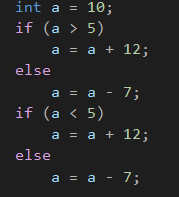 int a = 10;
if (a > 5)
    a = a + 12;
else
    a = a - 7;
if (a < 5)
    a = a + 12;
else
    a = a - 7;